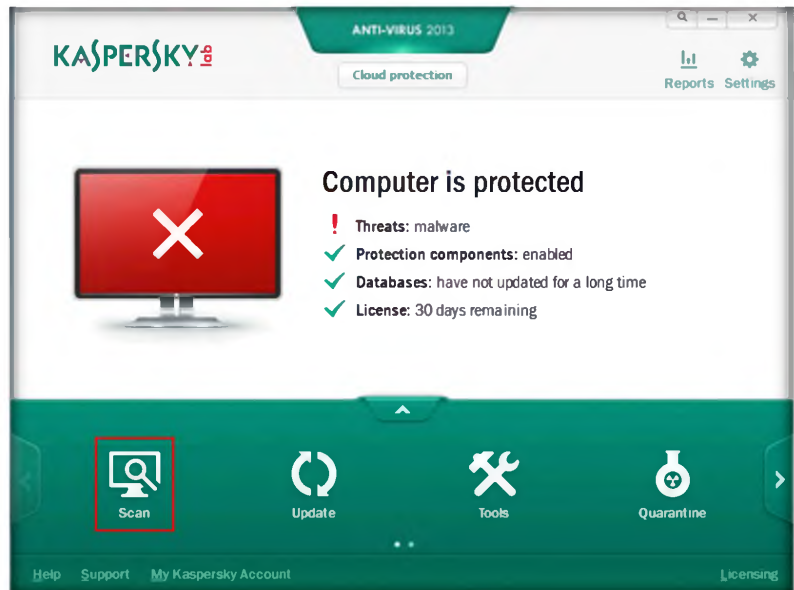 ANTI-VIRUS 2013
KASPERSKY lab
Cloud protection
Reports Settings
Computer is protected
Threats: malware
Protection components: enabled
Databases: have not updated for a long time
License: 30 days remaining
Scan Update Tools Quarantine
Help Support My Kaspersky Account Licensing